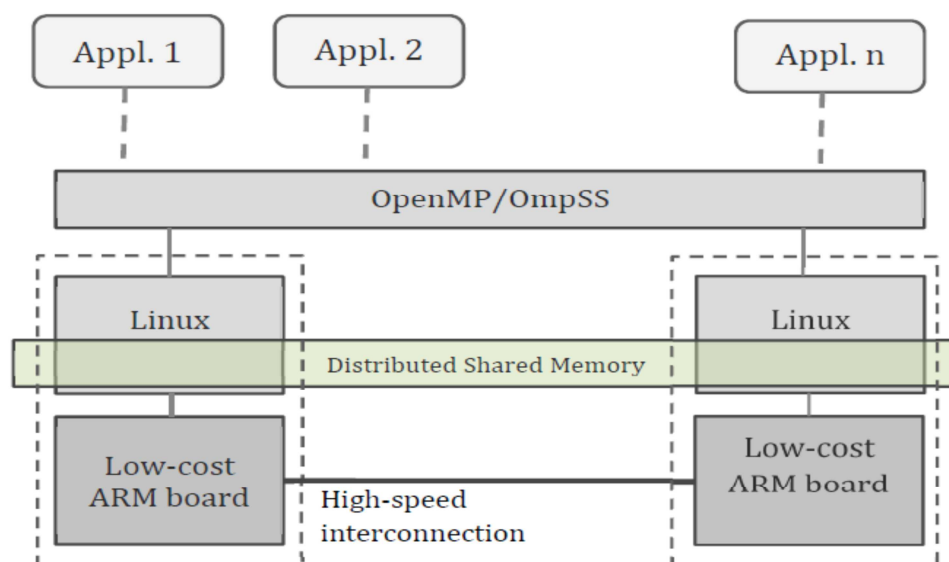 Appl. 1
Appl. 2
Appl. n
OpenMP/OmpSS
Linux
Linux
Distributed Shared Memory
Low-cost
ARM board
Low-cost
ARM board
High-speed
interconnection